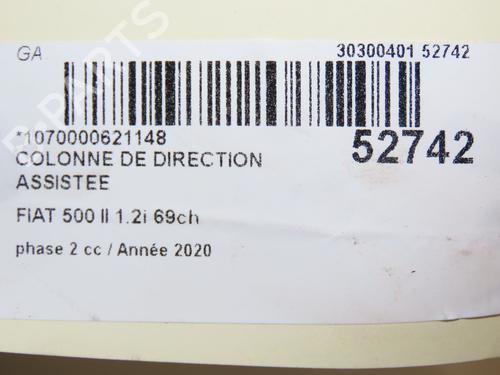 GA
30300401 52742
*1070000621148
52742
COLONNE DE DIRECTION
ASSISTEE
FIAT 500 II 1.2i 69ch
phase 2 cc / Année 2020